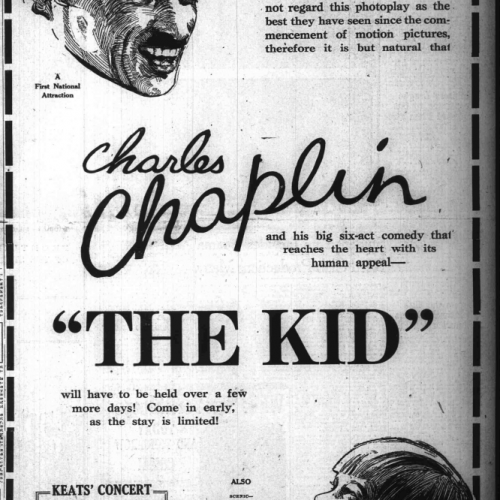 not regard this photoplay as the
best they have seen since the com-
mencement of motion pictures,
therefore it is but natural that
A
First National
Attraction
Charles
Chaplin
and his big six-act comedy that
reaches the heart with its
human appeal—
“THE KID”
will have to be held over a few
more days! Come in early,
as the stay is limited!
KEATS' CONCERT
ALSO
SCENIC—